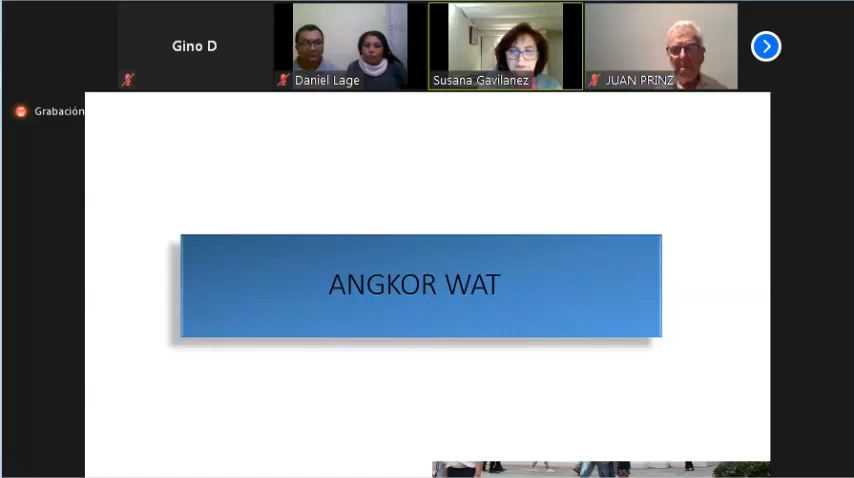 Gino D
Daniel Lage
Susana Gavilanez
JUAN PRINZ
Grabación
ANGKOR WAT